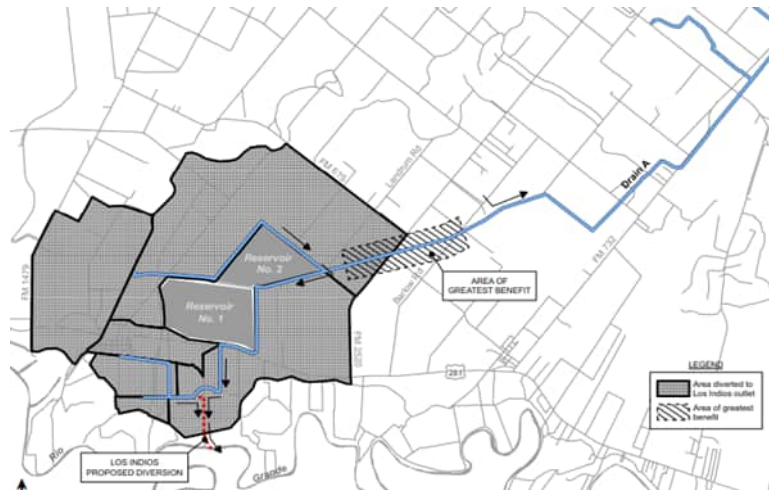 FM 675
Landrum Rd
Drain A
FM 732
Reservoir
No. 2
FM 1479
AREA OF
GREATEST BENEFIT
Barlow Rd
Reservoir
No. 1
FM 2520
281
LEGEND
Area diverted to
Los Indios outlet
Area of greatest
benefit
LOS INDIOS
PROPOSED DIVERSION
Rio
Grande